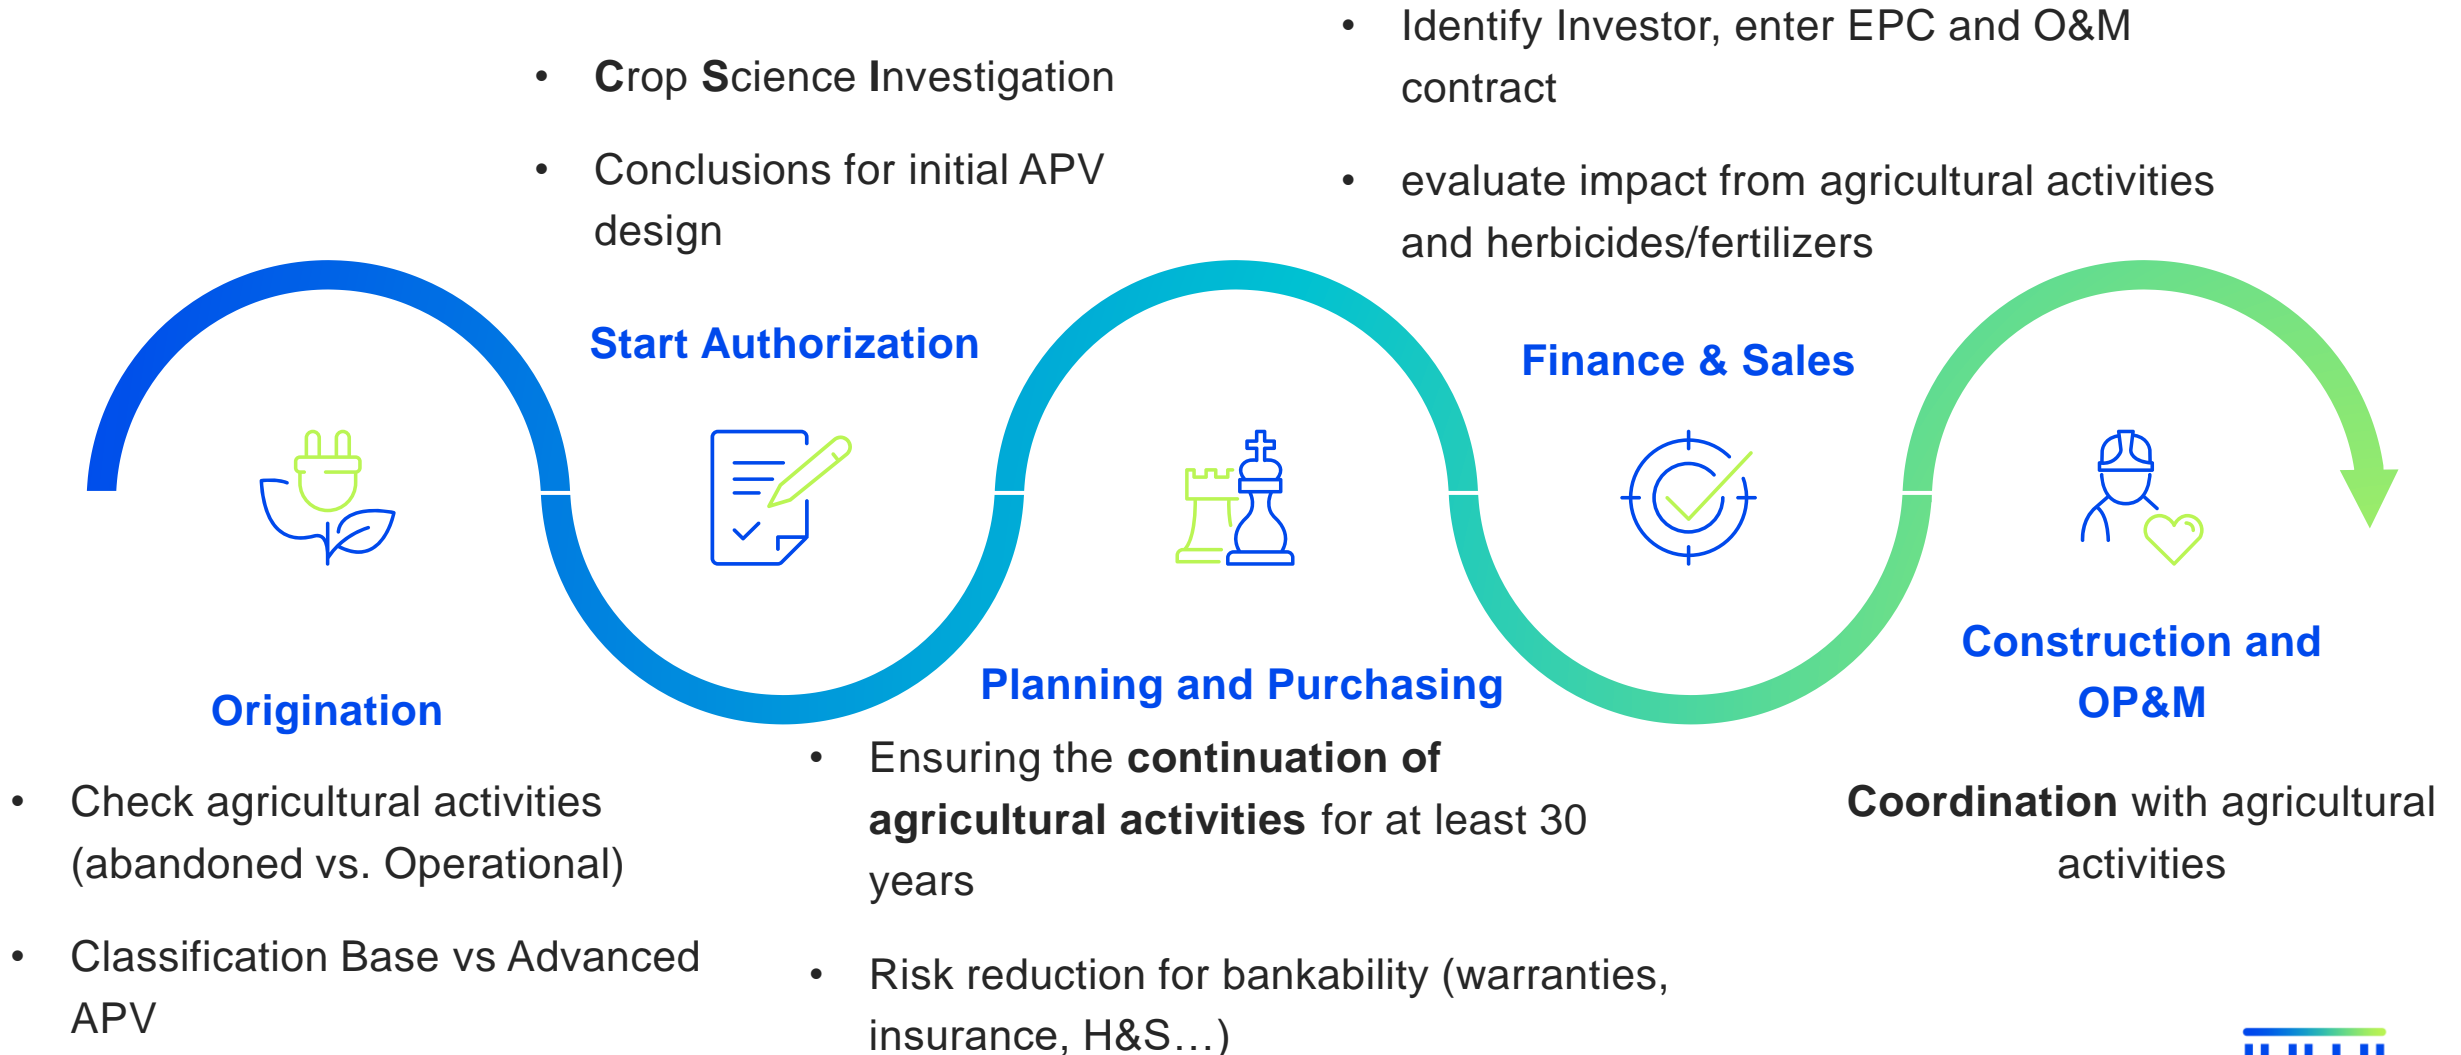 • Identify Investor, enter EPC and O&M
contract
• evaluate impact from agricultural activities
and herbicides/fertilizers
• Crop Science Investigation
• Conclusions for initial APV
design
Start Authorization
Finance & Sales
Construction and
OP&M
Planning and Purchasing
Origination
• Check agricultural activities
(abandoned vs. Operational)
• Classification Base vs Advanced
APV
• Ensuring the continuation of
agricultural activities for at least 30
years
• Risk reduction for bankability (warranties,
insurance, H&S…)
Coordination with agricultural
activities